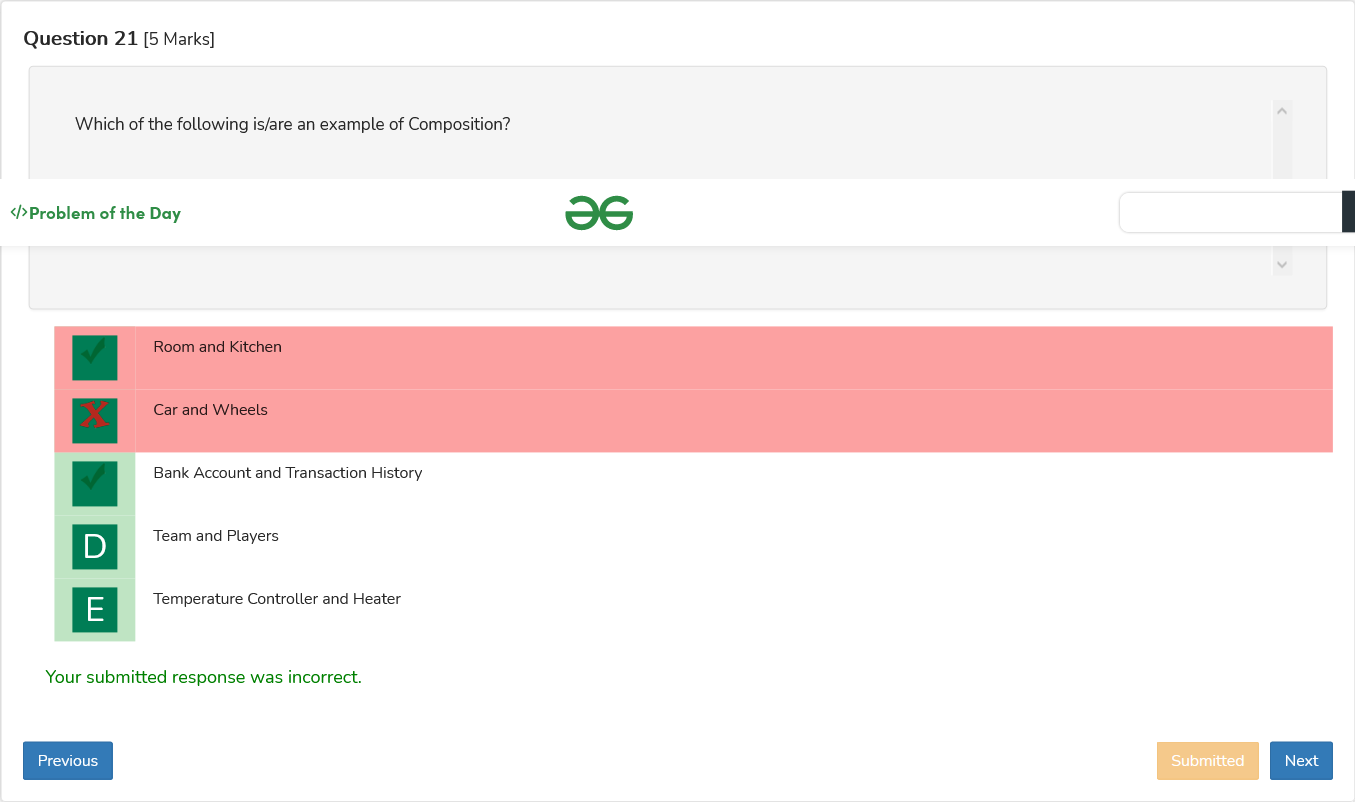 Question 21 [5 Marks]
Which of the following is/are an example of Composition?
</>Problem of the Day
Room and Kitchen
X Car and Wheels
Bank Account and Transaction History
D Team and Players
E Temperature Controller and Heater
Your submitted response was incorrect.
Previous
Submitted Next